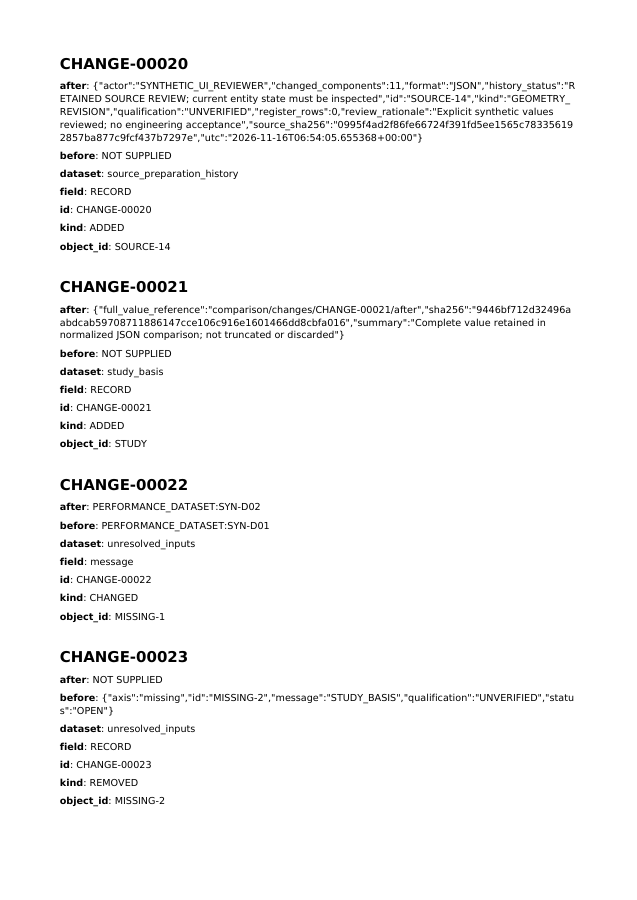 CHANGE-00020
after: {"actor":"SYNTHETIC_UI_REVIEWER","changed_components":11,"format":"JSON","history_status":"R
ETAINED SOURCE REVIEW; current entity state must be inspected","id":"SOURCE-14","kind":"GEOMETRY_
REVISION","qualification":"UNVERIFIED","register_rows":0,"review_rationale":"Explicit synthetic values
reviewed; no engineering acceptance","source_sha256":"0995f4ad2f86fe66724f391fd5ee1565c78335619
2857ba877c9fcf437b7297e","utc":"2026-11-16T06:54:05.655368+00:00"}
before: NOT SUPPLIED
dataset: source_preparation_history
field: RECORD
id: CHANGE-00020
kind: ADDED
object_id: SOURCE-14
CHANGE-00021
after: {"full_value_reference":"comparison/changes/CHANGE-00021/after","sha256":"9446bf712d32496a
abdcab59708711886147cce106c916e1601466dd8cbfa016","summary":"Complete value retained in
normalized JSON comparison; not truncated or discarded"}
before: NOT SUPPLIED
dataset: study_basis
field: RECORD
id: CHANGE-00021
kind: ADDED
object_id: STUDY
CHANGE-00022
after: PERFORMANCE_DATASET:SYN-D02
before: PERFORMANCE_DATASET:SYN-D01
dataset: unresolved_inputs
field: message
id: CHANGE-00022
kind: CHANGED
object_id: MISSING-1
CHANGE-00023
after: NOT SUPPLIED
before: {"axis":"missing","id":"MISSING-2","message":"STUDY_BASIS","qualification":"UNVERIFIED","statu
s":"OPEN"}
dataset: unresolved_inputs
field: RECORD
id: CHANGE-00023
kind: REMOVED
object_id: MISSING-2